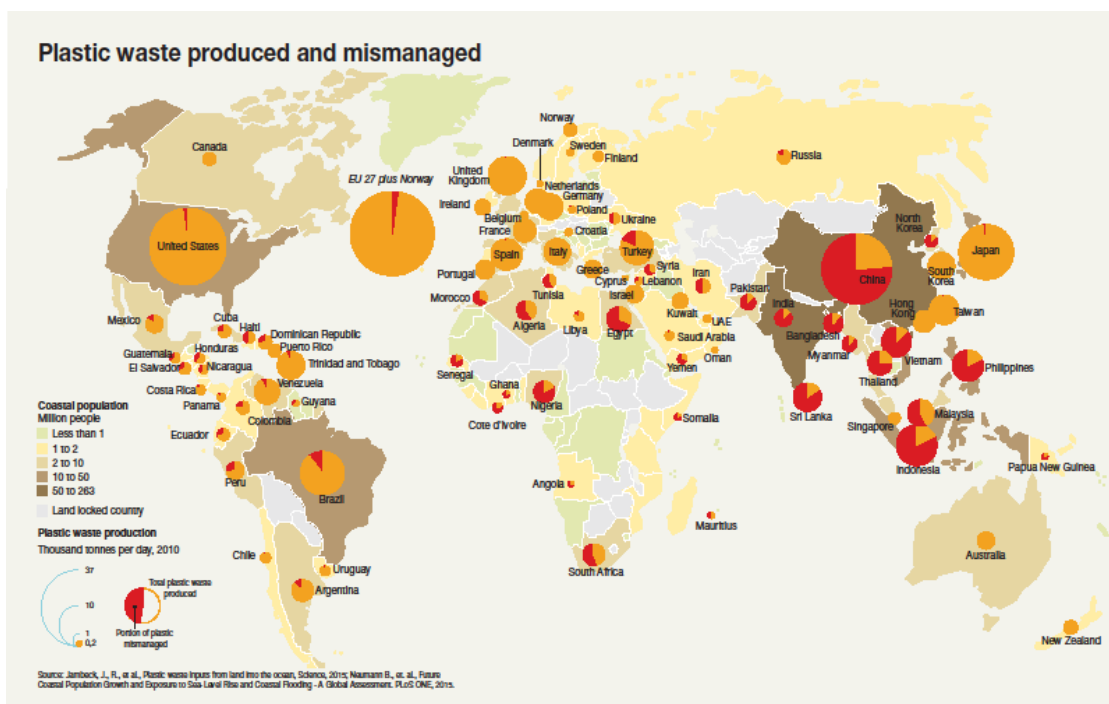 Plastic waste produced and mismanaged
Norway
Denmark
Sweden
Finland
Canada
Russia
EU 27 plus Norway
United
Kingdom
Netherlands
Germany
Ireland
Poland
Belgium
Ukraine
North
Korea
France
Croatia
United States
Spain
Italy
Turkey
Japan
China
South
Korea
Portugal
Greece
Syria
Iran
Cyprus
Lebanon
Pakistan
Morocco
Tunisia
Israel
Kuwait
India
Hong
Kong
Taiwan
Mexico
Cuba
Haiti
Dominican Republic
Algeria
Libya
Egypt
UAE
Saudi Arabia
Bangladesh
Puerto Rico
Guatemala
Honduras
Oman
Myanmar
Vietnam
El Salvador
Nicaragua
Trinidad and Tobago
Senegal
Yemen
Thailand
Philippines
Costa Rica
Venezuela
Ghana
Panama
Guyana
Nigeria
Colombia
Cote d'Ivoire
Somalia
Sri Lanka
Malaysia
Singapore
Ecuador
Indonesia
Papua New Guinea
Peru
Brazil
Angola
Mauritius
Chile
Uruguay
South Africa
Australia
Argentina
New Zealand
Coastal population
Million people
Less than 1
1 to 2
2 to 10
10 to 50
50 to 263
Land locked country
Plastic waste production
Thousand tonnes per day, 2010
37
10
1
0,2
Total plastic waste
produced
Portion of plastic
mismanaged
Source: Jambeck, J., R., et al., Plastic waste inputs from land into the ocean, Science, 2015; Neumann B., et. al., Future
Coastal Population Growth and Exposure to Sea-Level Rise and Coastal Flooding - A Global Assessment. PLoS ONE, 2015.